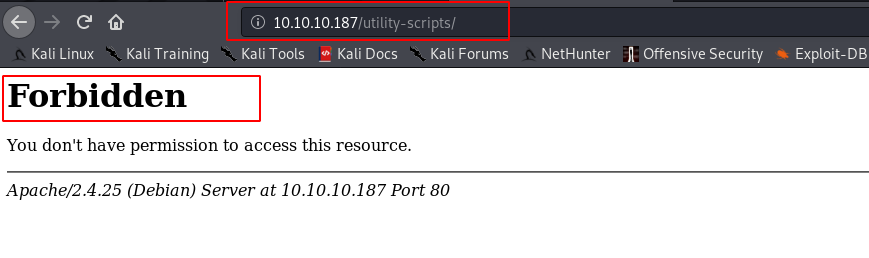 10.10.10.187/utility-scripts/
Kali Linux Kali Training Kali Tools Kali Docs Kali Forums NetHunter Offensive Security Exploit-DB
Forbidden
You don't have permission to access this resource.
Apache/2.4.25 (Debian) Server at 10.10.10.187 Port 80